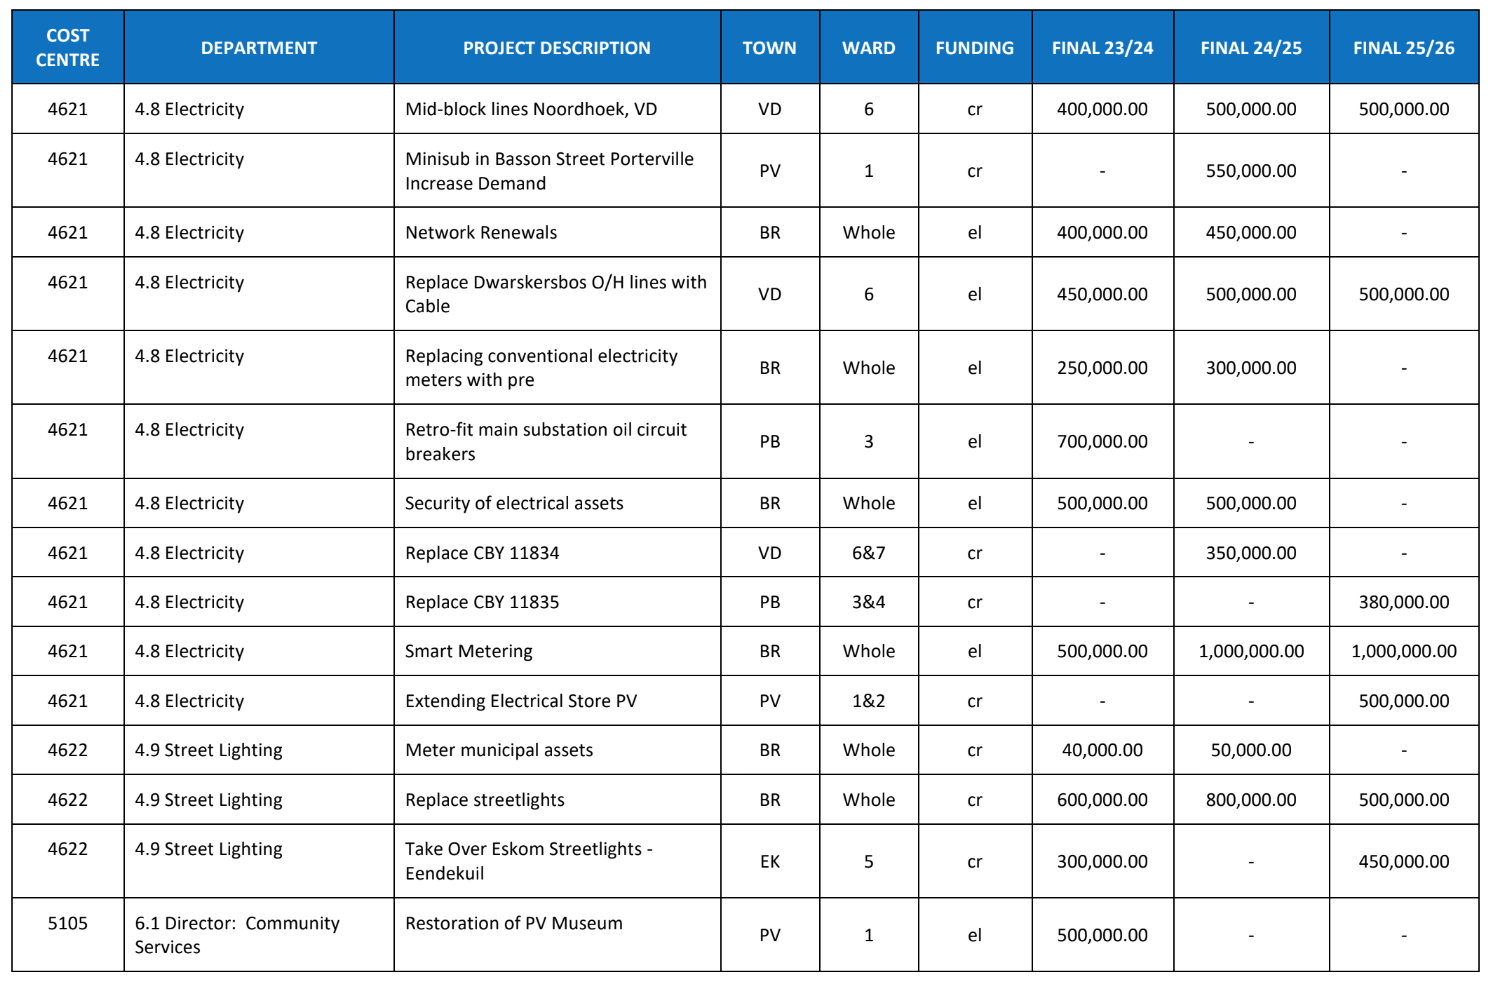 COST CENTRE DEPARTMENT PROJECT DESCRIPTION TOWN WARD FUNDING FINAL 23/24 FINAL 24/25 FINAL 25/26
4621 4.8 Electricity Mid-block lines Noordhoek, VD VD 6 cr 400,000.00 500,000.00 500,000.00
4621 4.8 Electricity Minisub in Basson Street Porterville Increase Demand PV 1 cr - 550,000.00 -
4621 4.8 Electricity Network Renewals BR Whole el 400,000.00 450,000.00 -
4621 4.8 Electricity Replace Dwarskersbos O/H lines with Cable VD 6 el 450,000.00 500,000.00 500,000.00
4621 4.8 Electricity Replacing conventional electricity meters with pre BR Whole el 250,000.00 300,000.00 -
4621 4.8 Electricity Retro-fit main substation oil circuit breakers PB 3 el 700,000.00 - -
4621 4.8 Electricity Security of electrical assets BR Whole el 500,000.00 500,000.00 -
4621 4.8 Electricity Replace CBY 11834 VD 6&7 cr - 350,000.00 -
4621 4.8 Electricity Replace CBY 11835 PB 3&4 cr - - 380,000.00
4621 4.8 Electricity Smart Metering BR Whole el 500,000.00 1,000,000.00 1,000,000.00
4621 4.8 Electricity Extending Electrical Store PV PV 1&2 cr - - 500,000.00
4622 4.9 Street Lighting Meter municipal assets BR Whole cr 40,000.00 50,000.00 -
4622 4.9 Street Lighting Replace streetlights BR Whole cr 600,000.00 800,000.00 500,000.00
4622 4.9 Street Lighting Take Over Eskom Streetlights - Eendekuil EK 5 cr 300,000.00 - 450,000.00
5105 6.1 Director: Community Services Restoration of PV Museum PV 1 el 500,000.00 - -